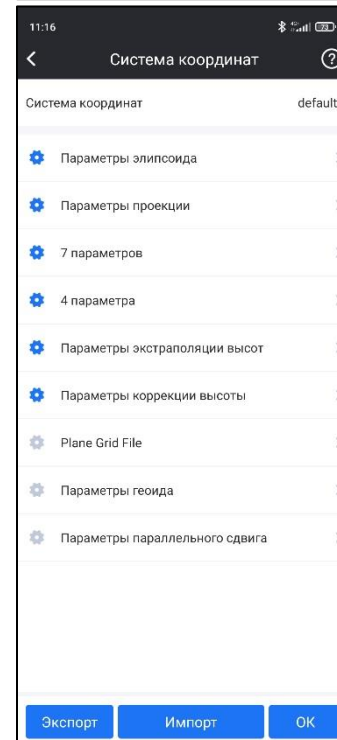 11:16
73
Система координат
?
Система координат default
Параметры элипсоида
Параметры проекции
7 параметров
4 параметра
Параметры экстраполяции высот
Параметры коррекции высоты
Plane Grid File
Параметры геоида
Параметры параллельного сдвига
Экспорт Импорт OK